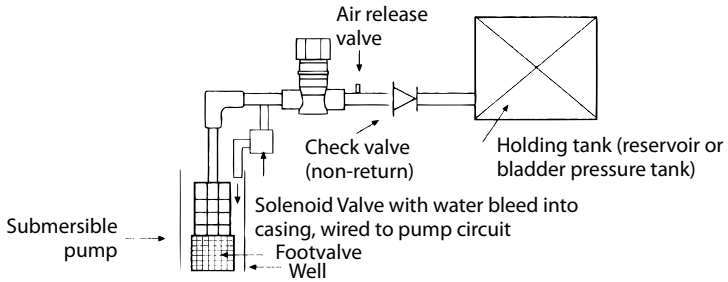 Air release
valve
Check valve
(non-return)
Holding tank (reservoir or
bladder pressure tank)
Solenoid Valve with water bleed into
casing, wired to pump circuit
Submersible
pump
Footvalve
Well